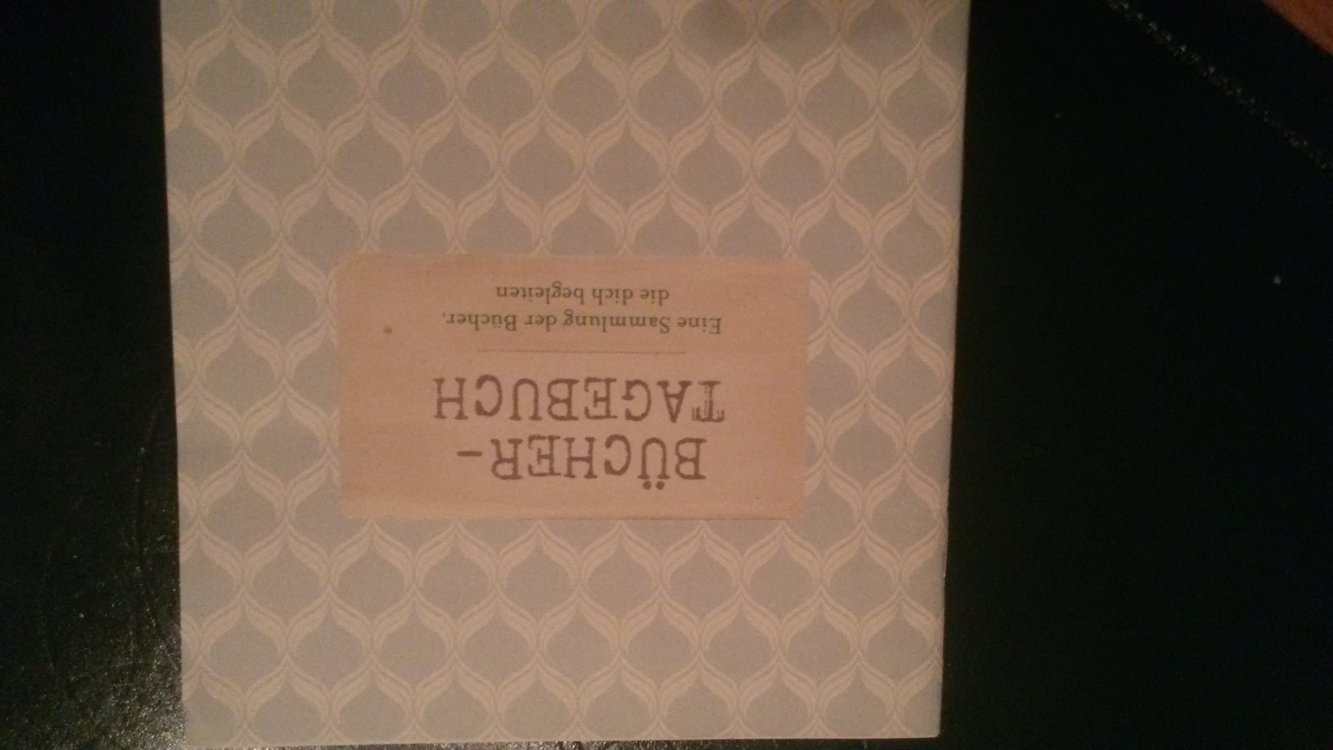 BÜCHER-
TAGEBUCH
Eine Sammlung der Bücher,
die dich begleiten